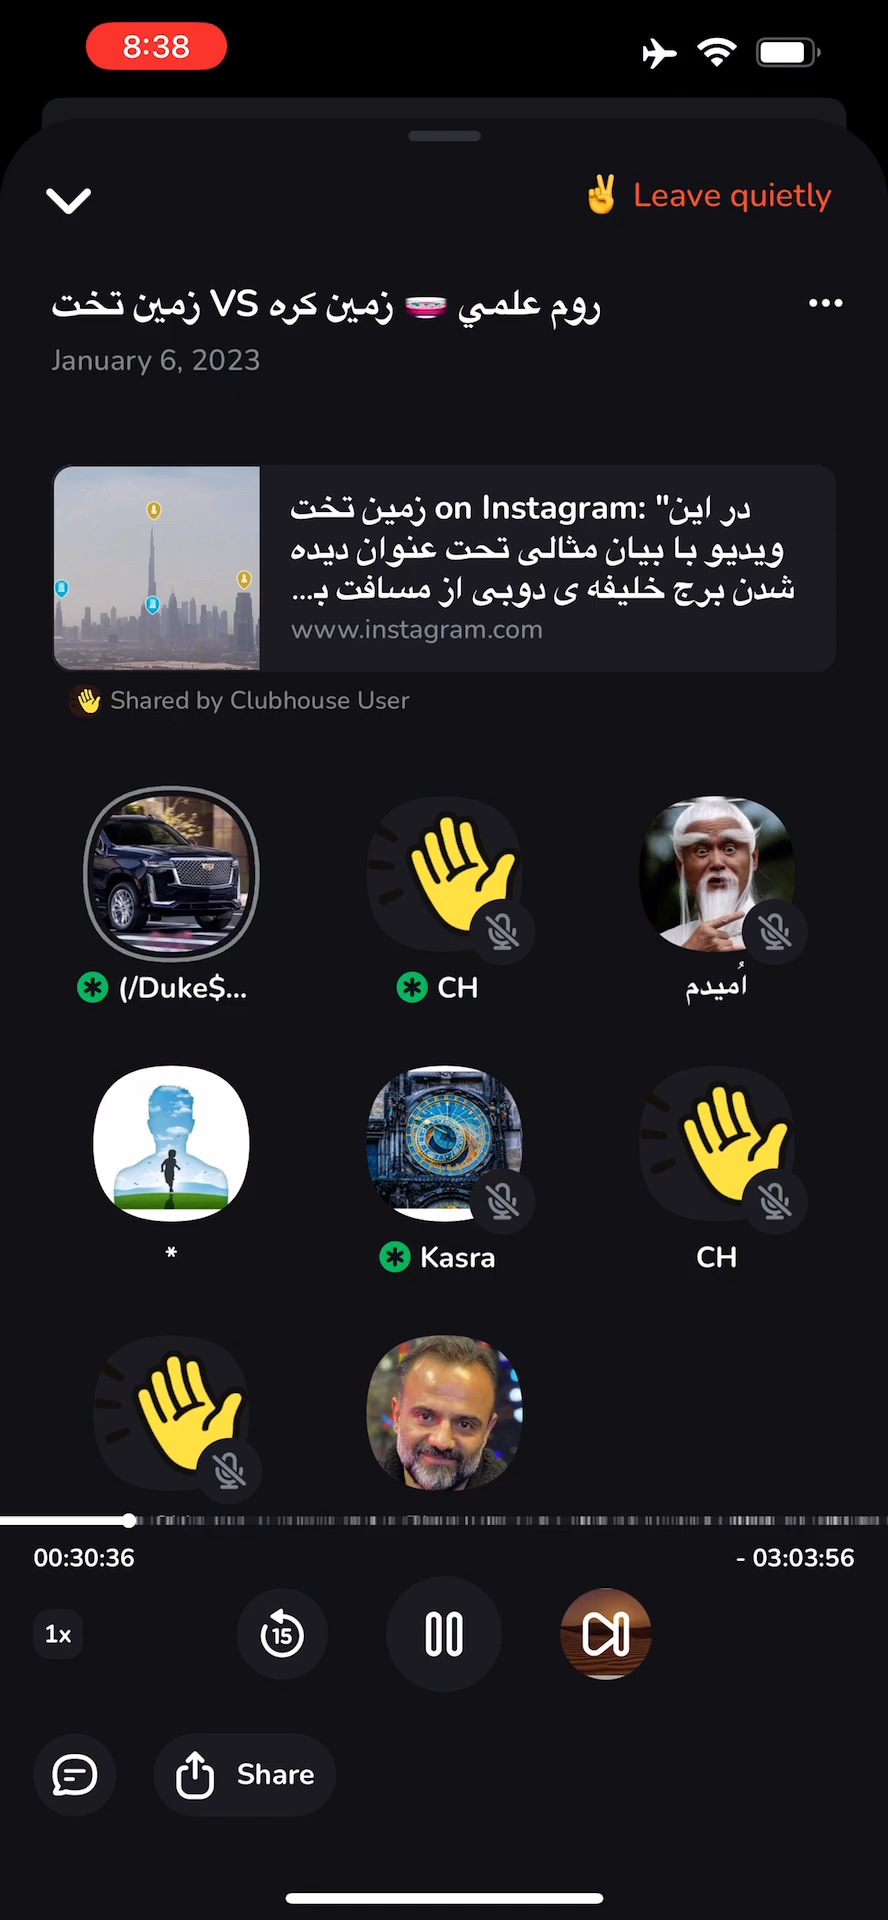 8:38
✌️ Leave quietly
روم علمي 🧫 زمین کره VS زمین تخت
January 6, 2023
زمین تخت on Instagram: "در این
ویدیو با بیان مثالی تحت عنوان دیده
شدن برج خلیفه ی دوبی از مسافت بـ...
www.instagram.com
Shared by Clubhouse User
(/Duke$...
CH
اُمیدم
*
Kasra
CH
00:30:36
- 03:03:56
1x
15
Share